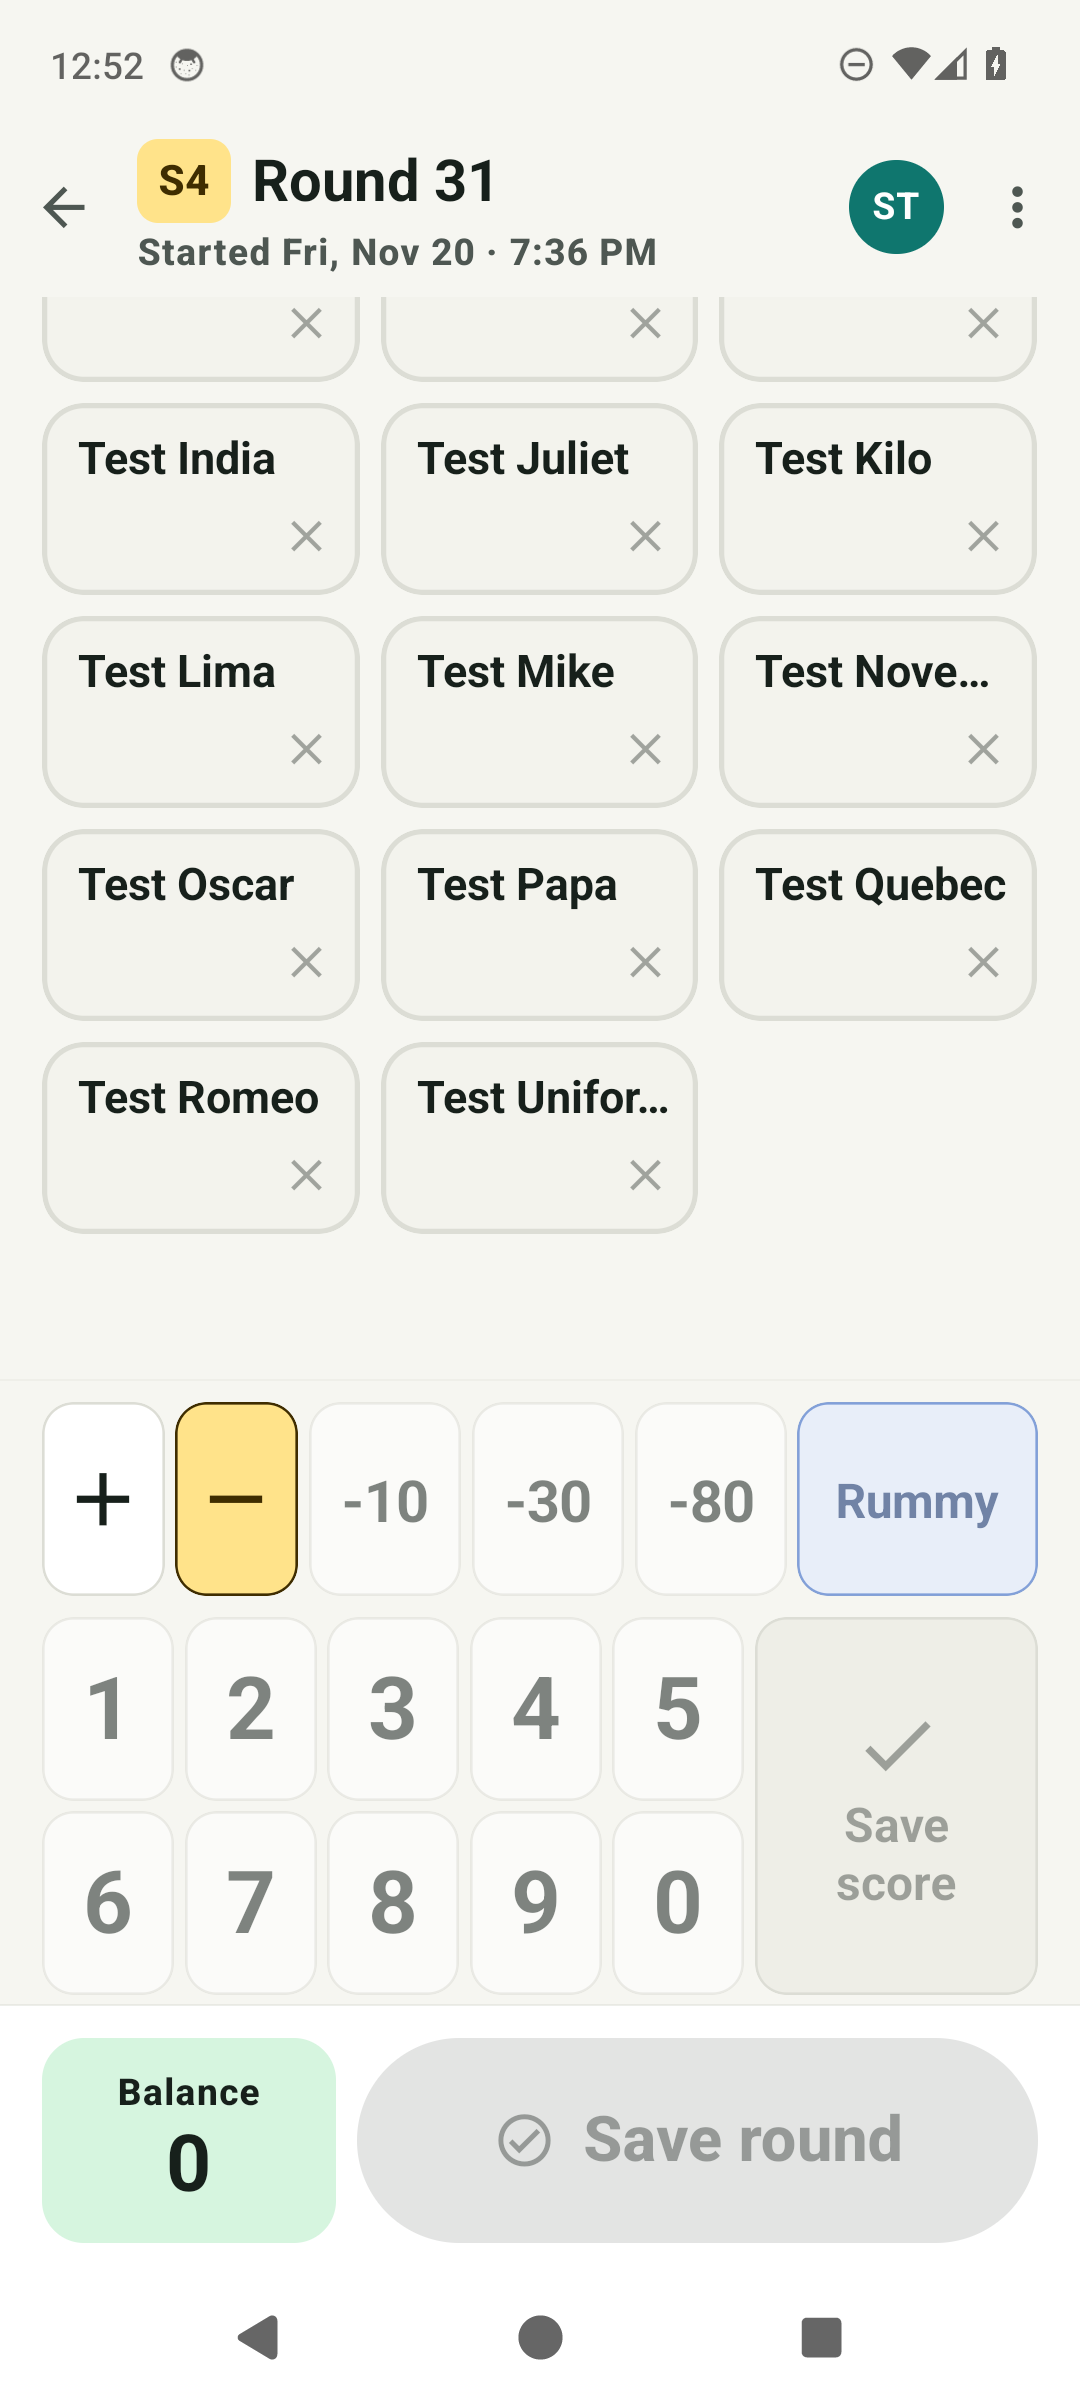 12:52
S4 Round 31
Started Fri, Nov 20 · 7:36 PM
ST
Test India
Test Juliet
Test Kilo
Test Lima
Test Mike
Test Nove...
Test Oscar
Test Papa
Test Quebec
Test Romeo
Test Unifor...
+ − -10 -30 -80 Rummy
1 2 3 4 5
6 7 8 9 0
Save
score
Balance
0
Save round